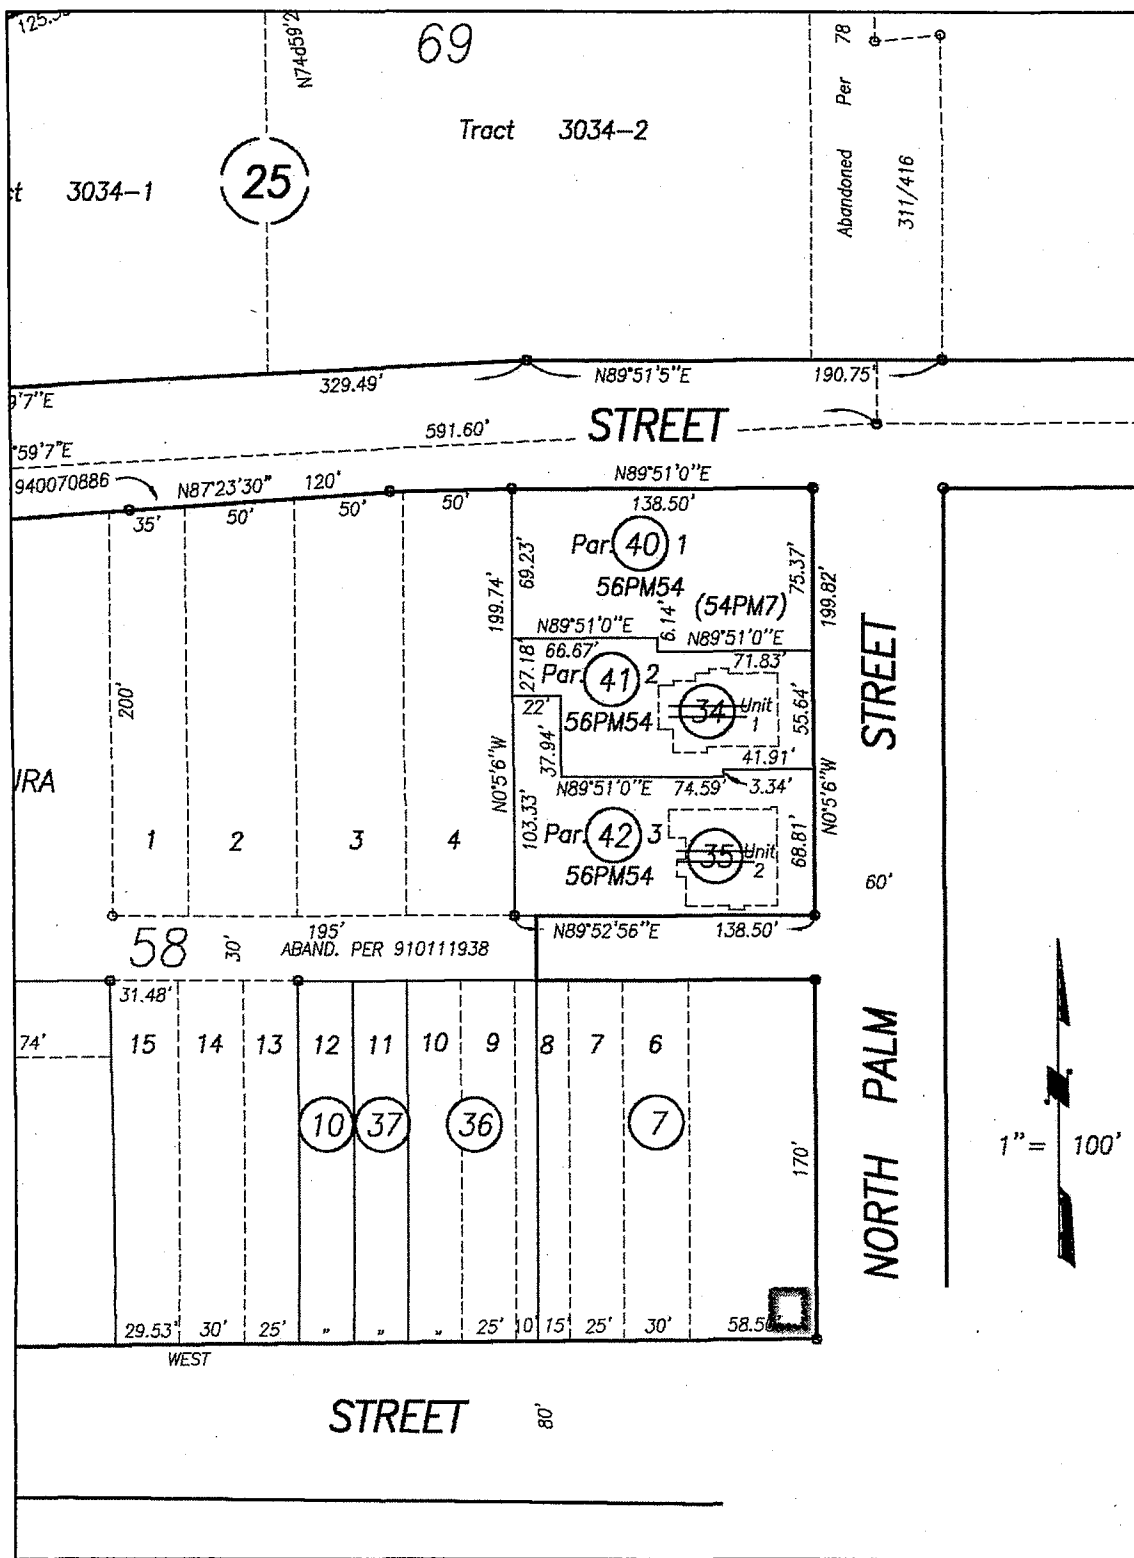 69
N74d59'2
Tract 3034-2
3034-1
25
Abandoned Per 78
311/416
329.49'
N89°51'5"E
190.75'
9'7"E
591.60'
STREET
°59'7"E
940070886
N87°23'30"
120'
N89°51'0"E
35'
50'
50'
50'
138.50'
Par. 40 1
56PM54
(54PM7)
69.23'
199.74'
75.37'
199.82'
N89°51'0"E
6.14'
N89°51'0"E
66.67'
71.83'
27.18'
Par. 41 2
34
Unit
1
22'
56PM54
55.64'
STREET
200'
37.94'
41.91'
N0°5'6"W
N89°51'0"E
74.59'
3.34'
N0°5'6"W
URA
1
2
3
4
103.33'
Par. 42 3
56PM54
35
Unit
2
68.81'
60'
195'
N89°52'56"E
138.50'
58
30'
ABAND. PER 910111938
31.48'
74'
15
14
13
12
11
10
9
8
7
6
10
37
36
7
170'
NORTH PALM
1"= 100'
29.53'
30'
25'
"
"
"
25'
10'
15'
25'
30'
WEST
STREET
80'